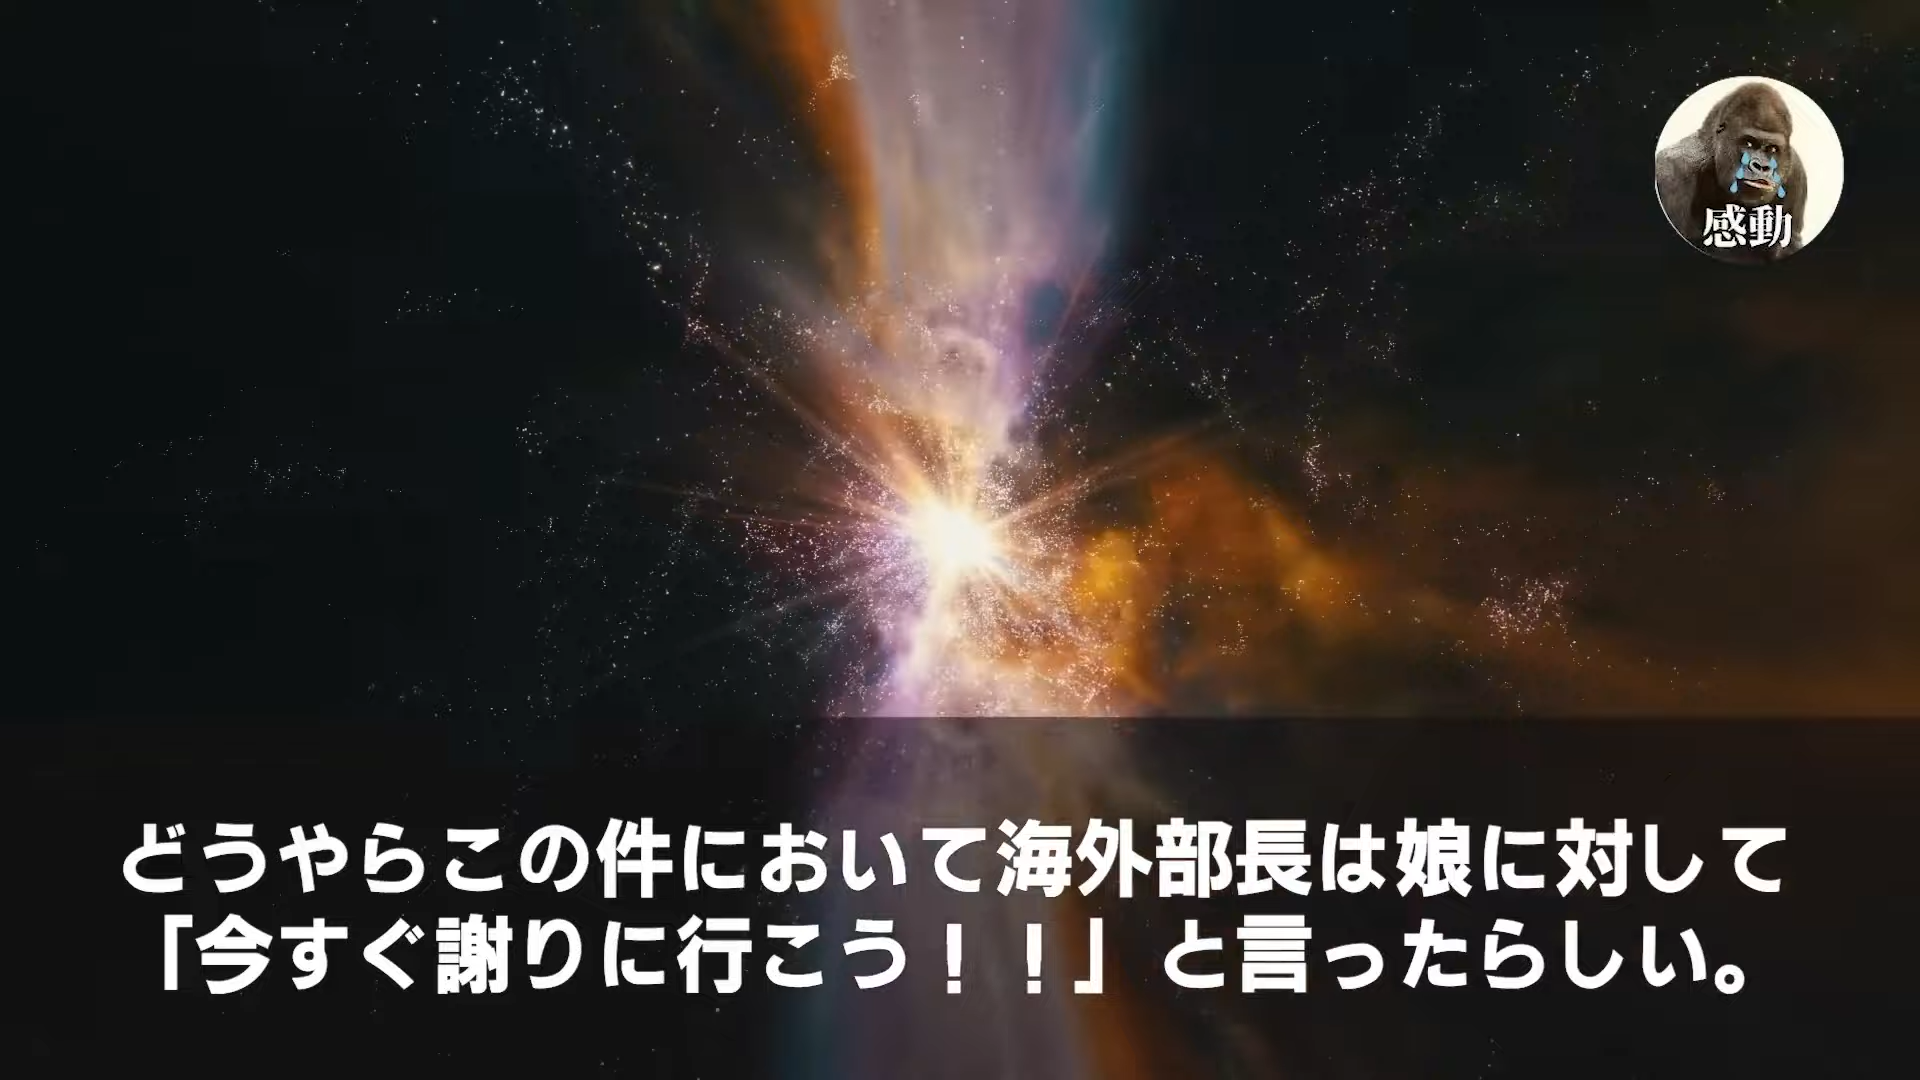 感動
どうやらこの件において海外部長は娘に対して
「今すぐ謝りに行こう！！」と言ったらしい。